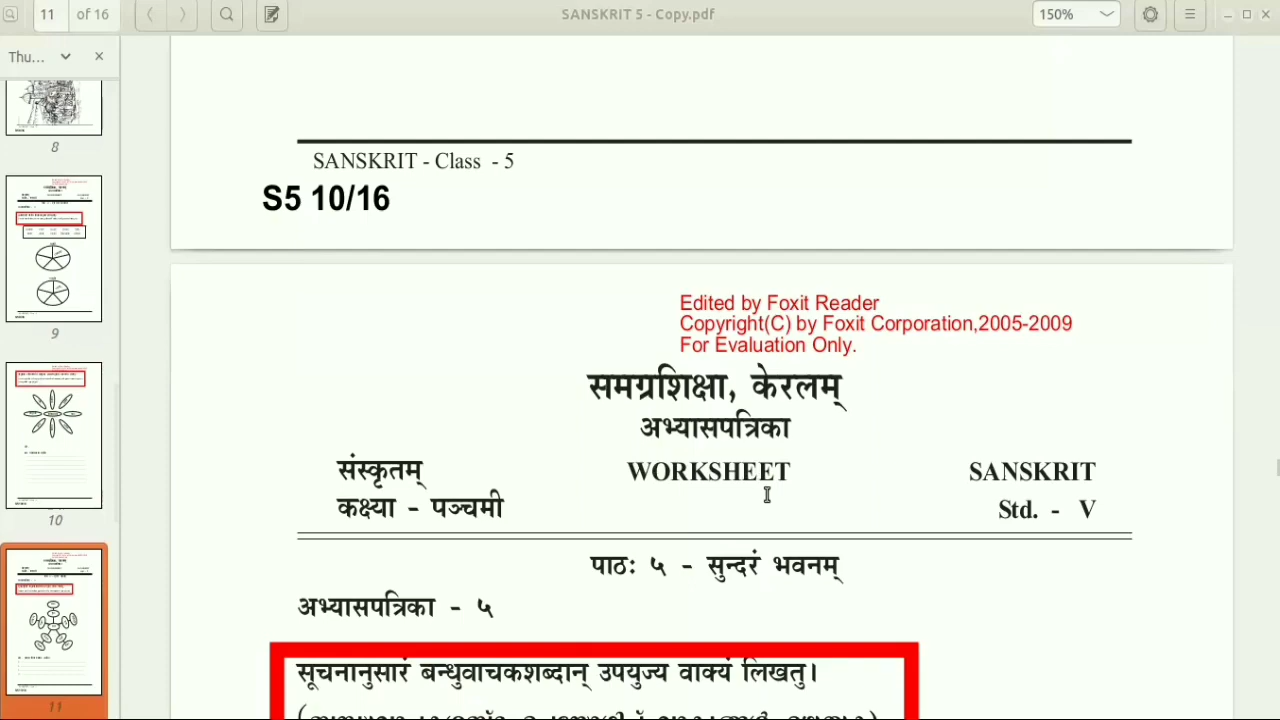 11 of 16
SANSKRIT 5 - Copy.pdf
150%
Thu...
8
9
10
11
SANSKRIT - Class - 5
S5 10/16
Edited by Foxit Reader
Copyright(C) by Foxit Corporation,2005-2009
For Evaluation Only.
समग्रशिक्षा, केरलम्
अभ्यासपत्रिका
संस्कृतम् WORKSHEET SANSKRIT
कक्ष्या - पञ्चमी Std. - V
पाठः ५ - सुन्दरं भवनम्
अभ्यासपत्रिका - ५
सूचनानुसारं बन्धुवाचकशब्दान् उपयुज्य वाक्यं लिखतु।